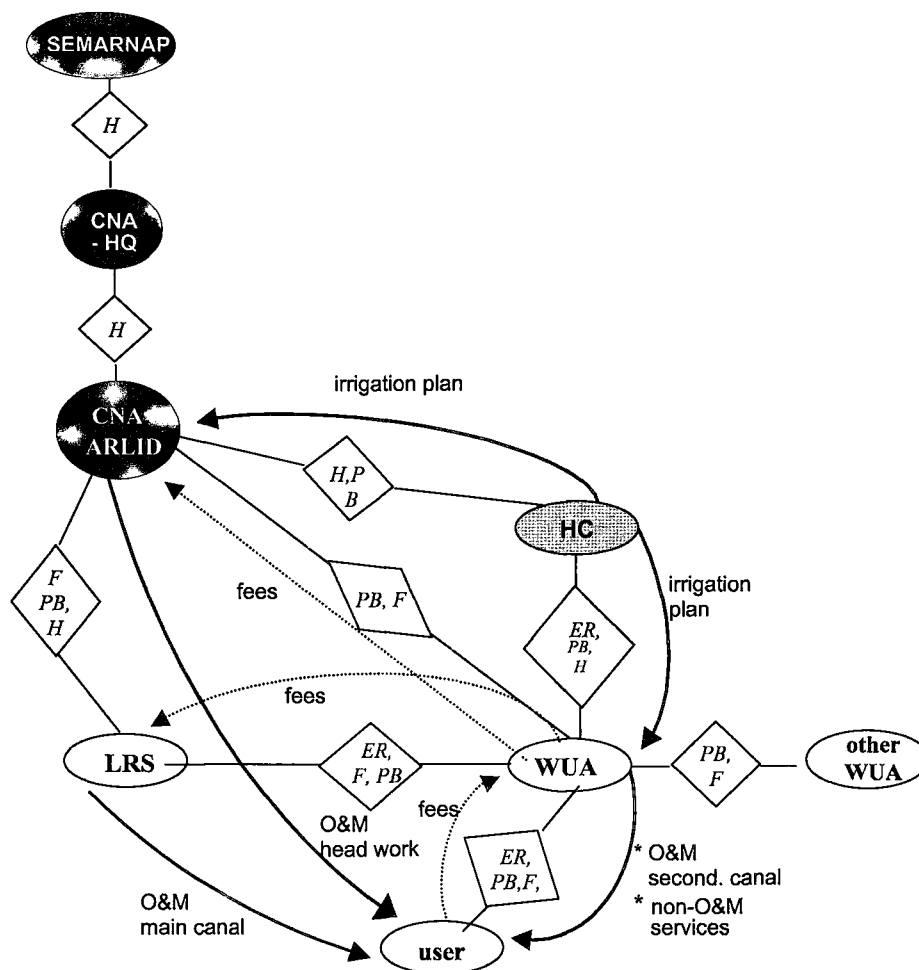 SEMARNAP
H
CNA
- HQ
H
irrigation plan
CNA
ARLID
H,P
B
HC
F
PB,
H
fees
PB, F
irrigation
plan
ER,
PB,
H
fees
LRS
ER,
F, PB
WUA
PB,
F
other
WUA
fees
O&M
head work
ER,
PB,F,
* O&M
second. canal
* non-O&M
services
O&M
main canal
user